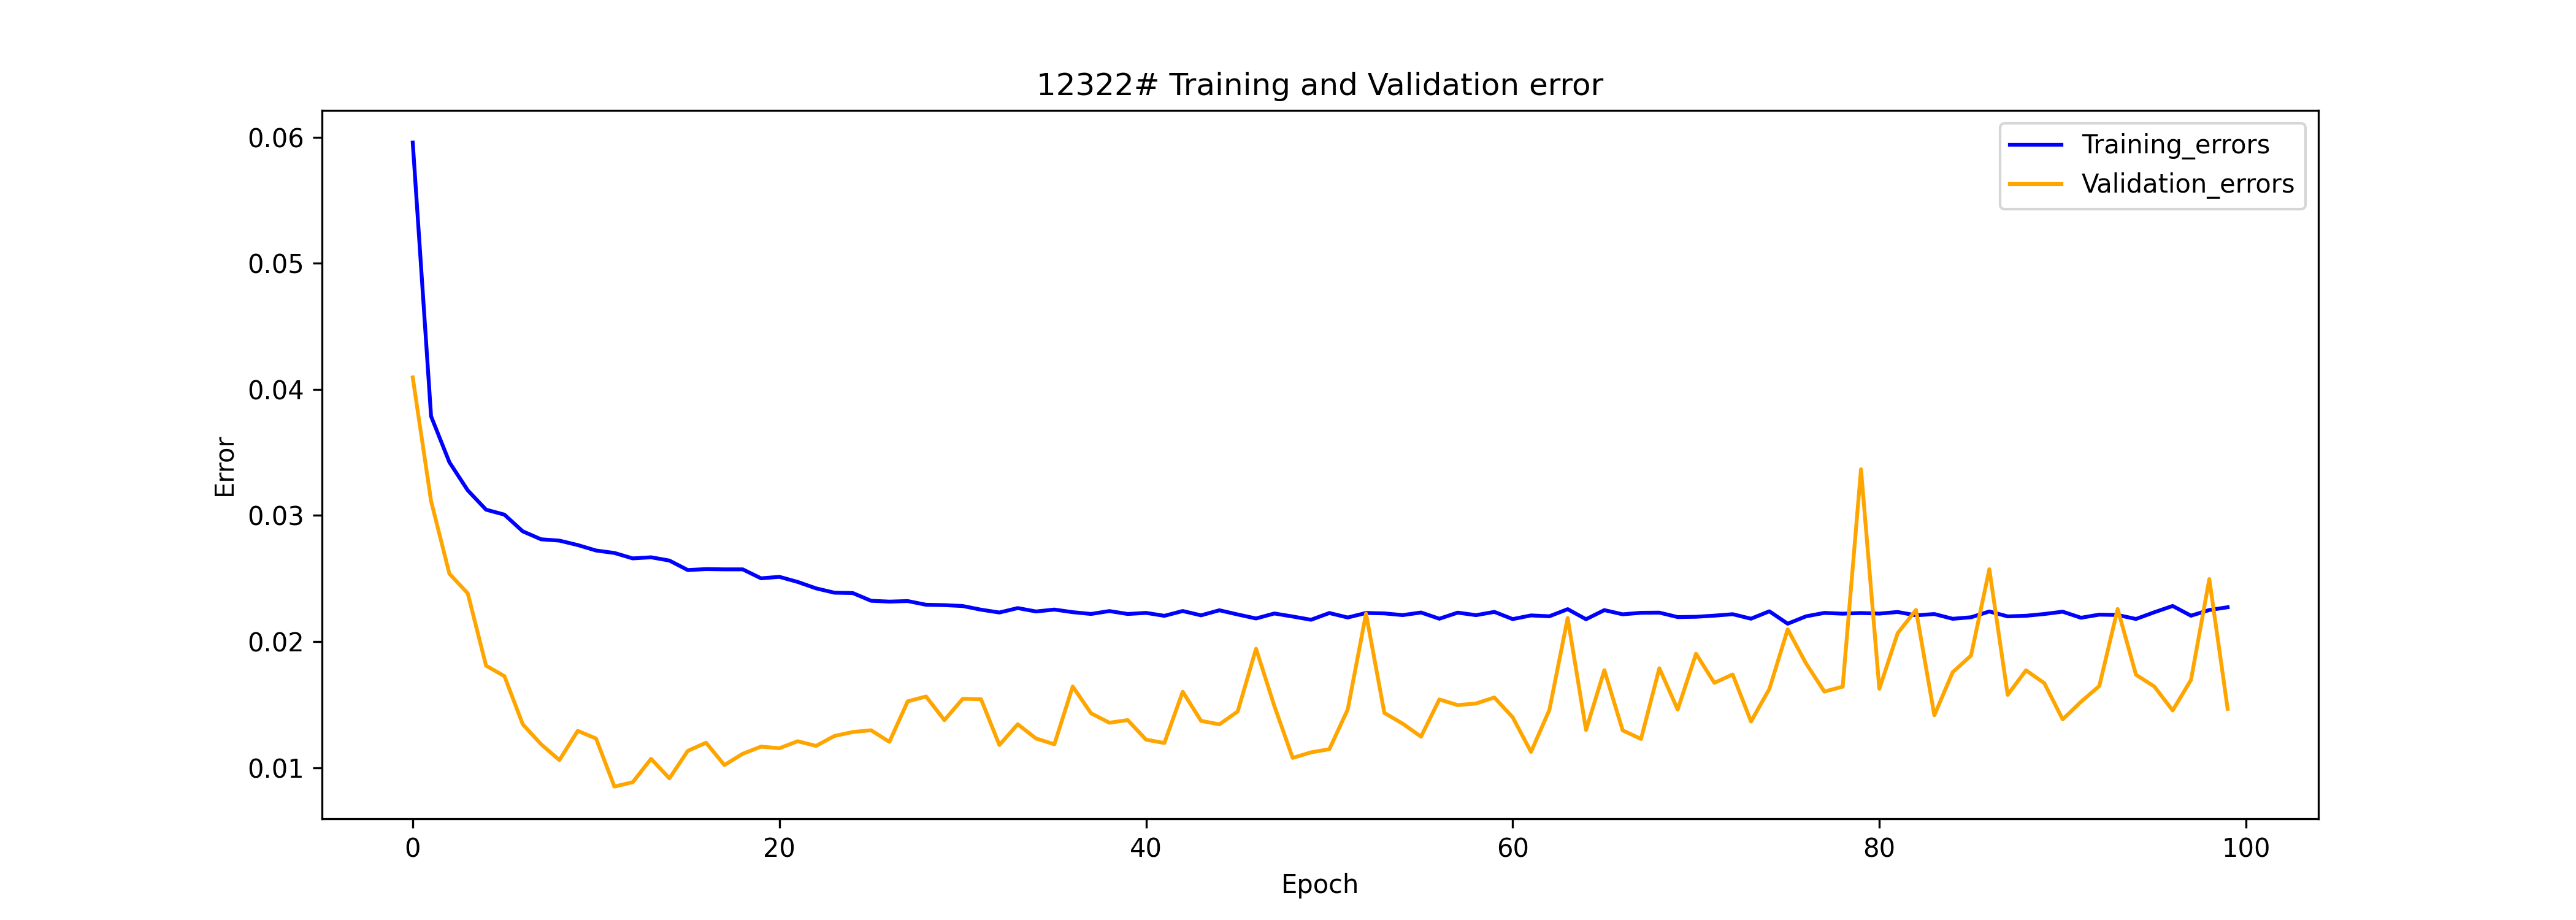 12322# Training and Validation error
Training_errors
Validation_errors
0.06
0.05
0.04
0.03
0.02
0.01
Error
0 20 40 60 80 100
Epoch